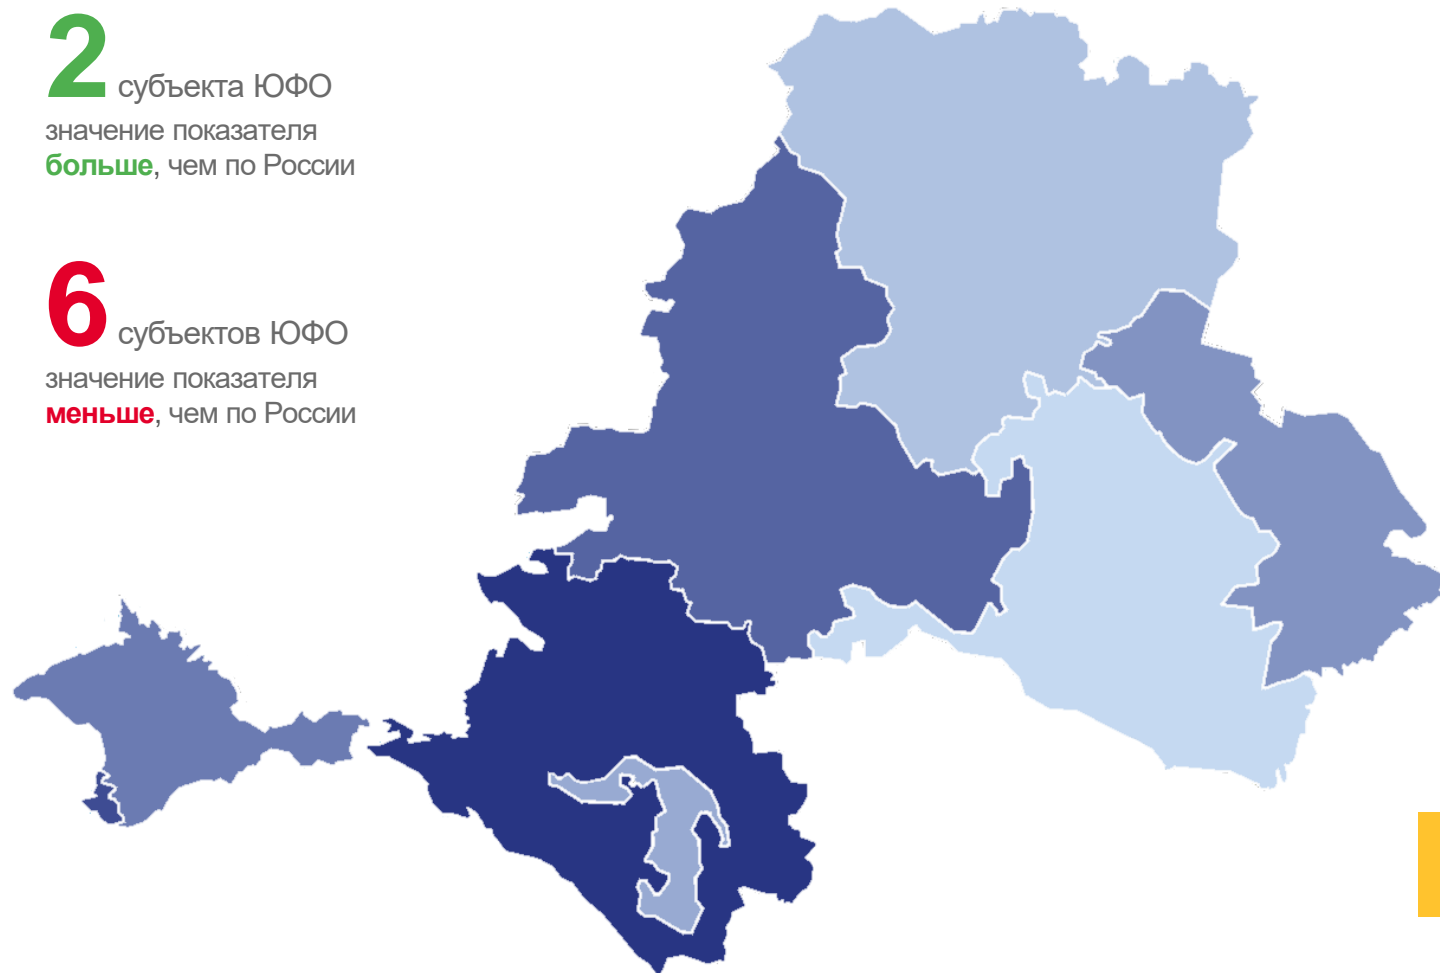 2 субъекта ЮФО
значение показателя
больше, чем по России
6 субъектов ЮФО
значение показателя
меньше, чем по России